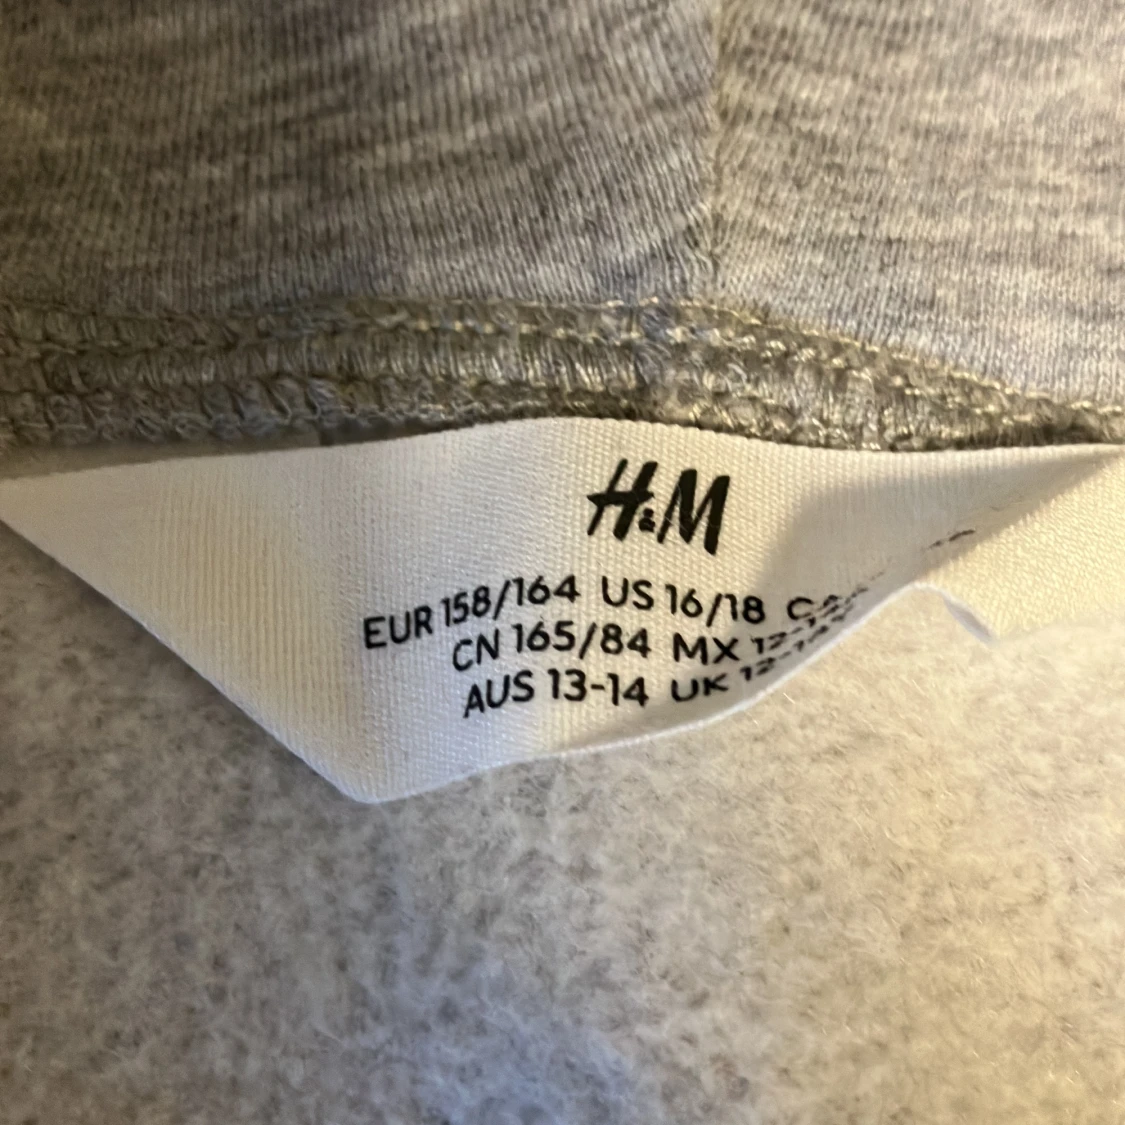 H&M
EUR 158/164 US 16/18
CN 165/84 MX
AUS 13-14 UK